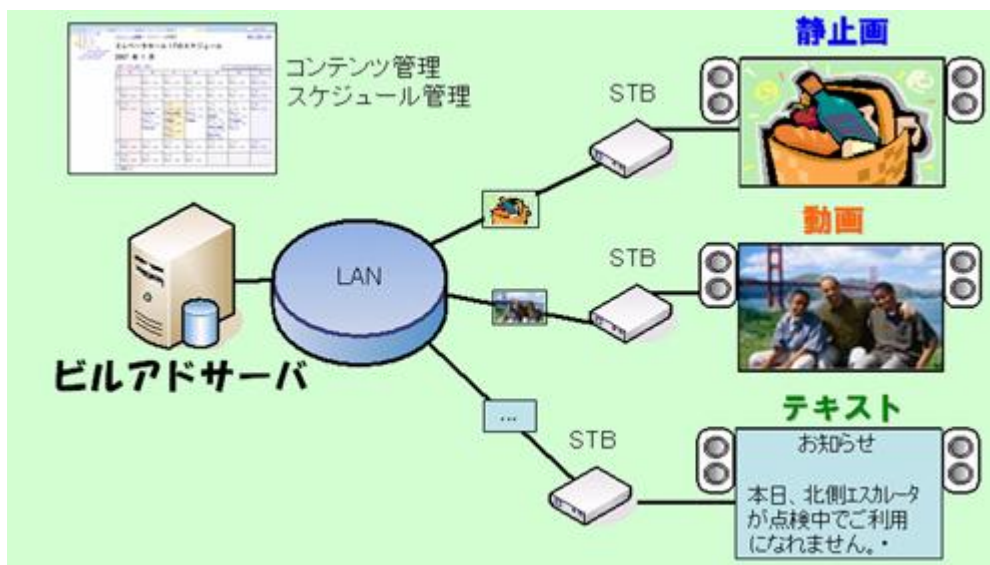 コンテンツ管理
スケジュール管理
静止画
STB
動画
STB
LAN
ビルアドサーバ
テキスト
...
STB
お知らせ
本日、北側エスカレータ
が点検中でご利用
になれません。・